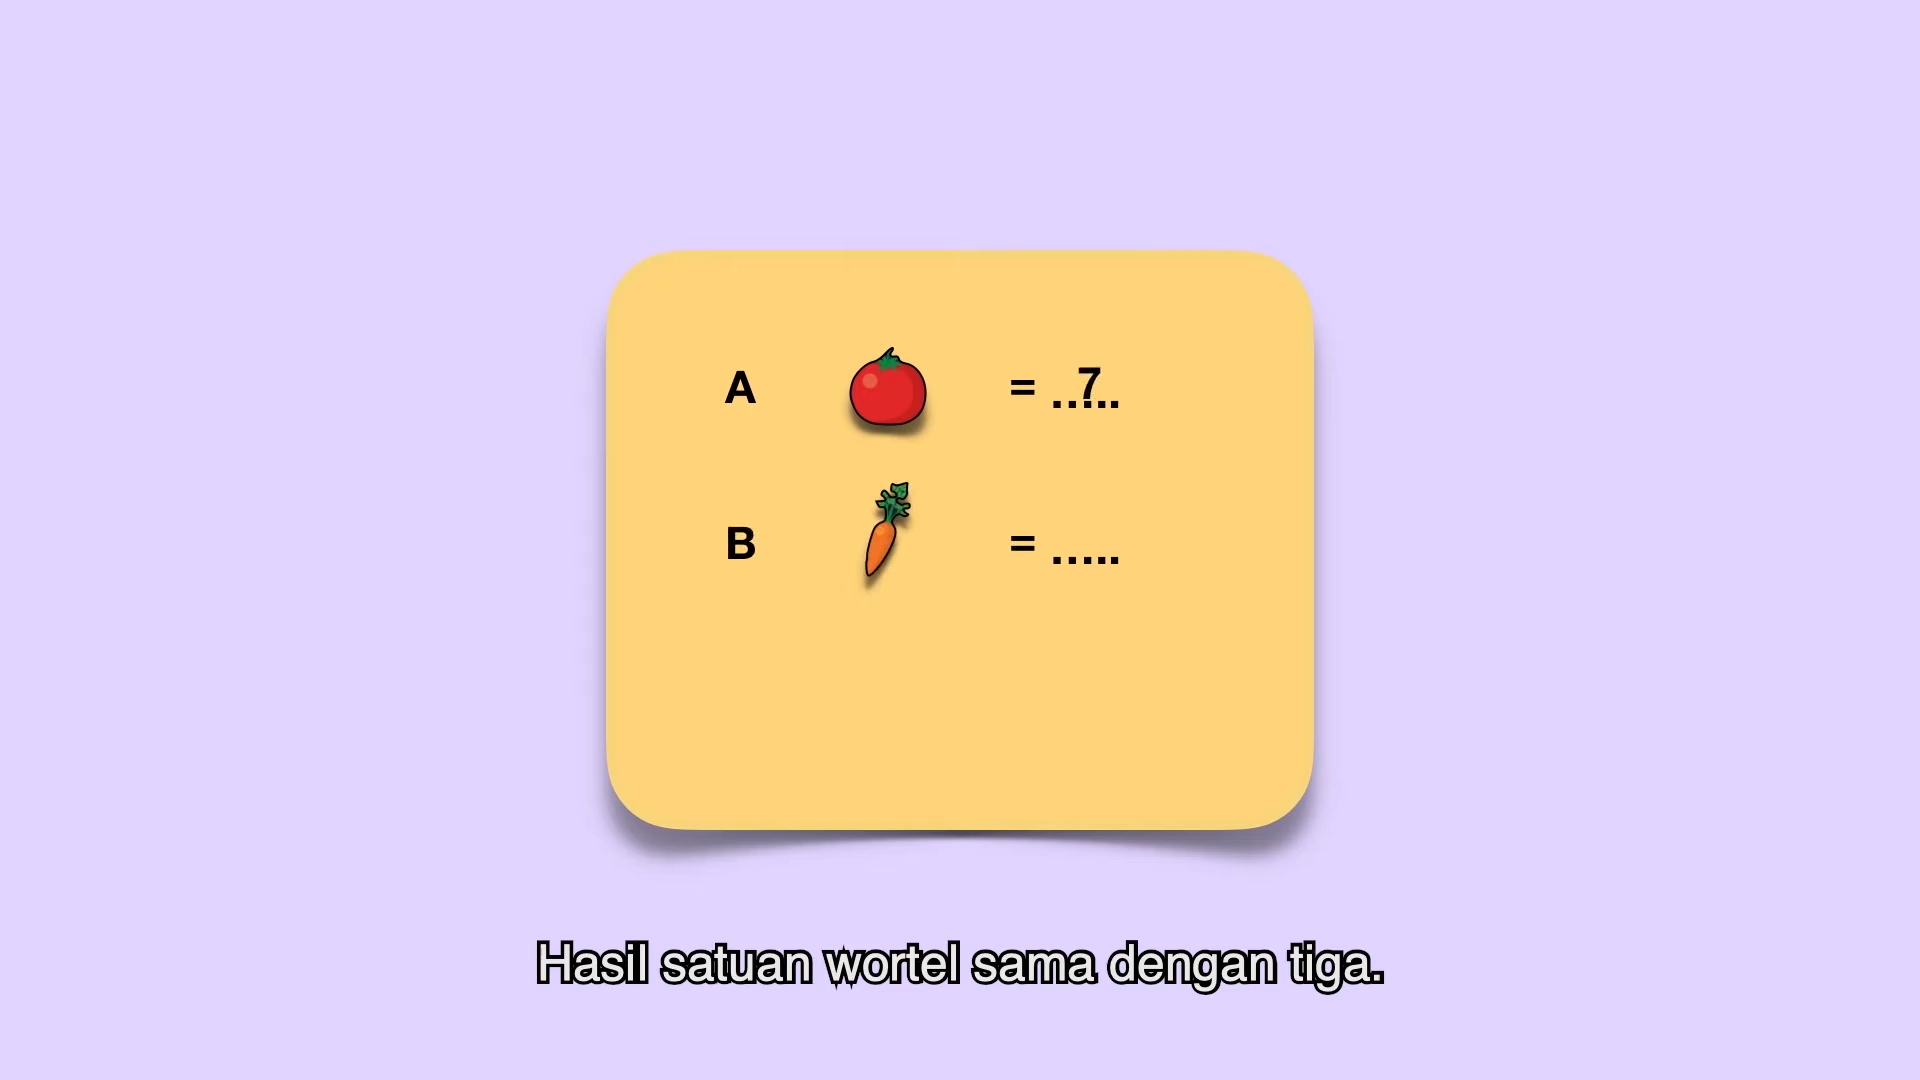 A = ..7..
B = .....
Hasil satuan wortel sama dengan tiga.